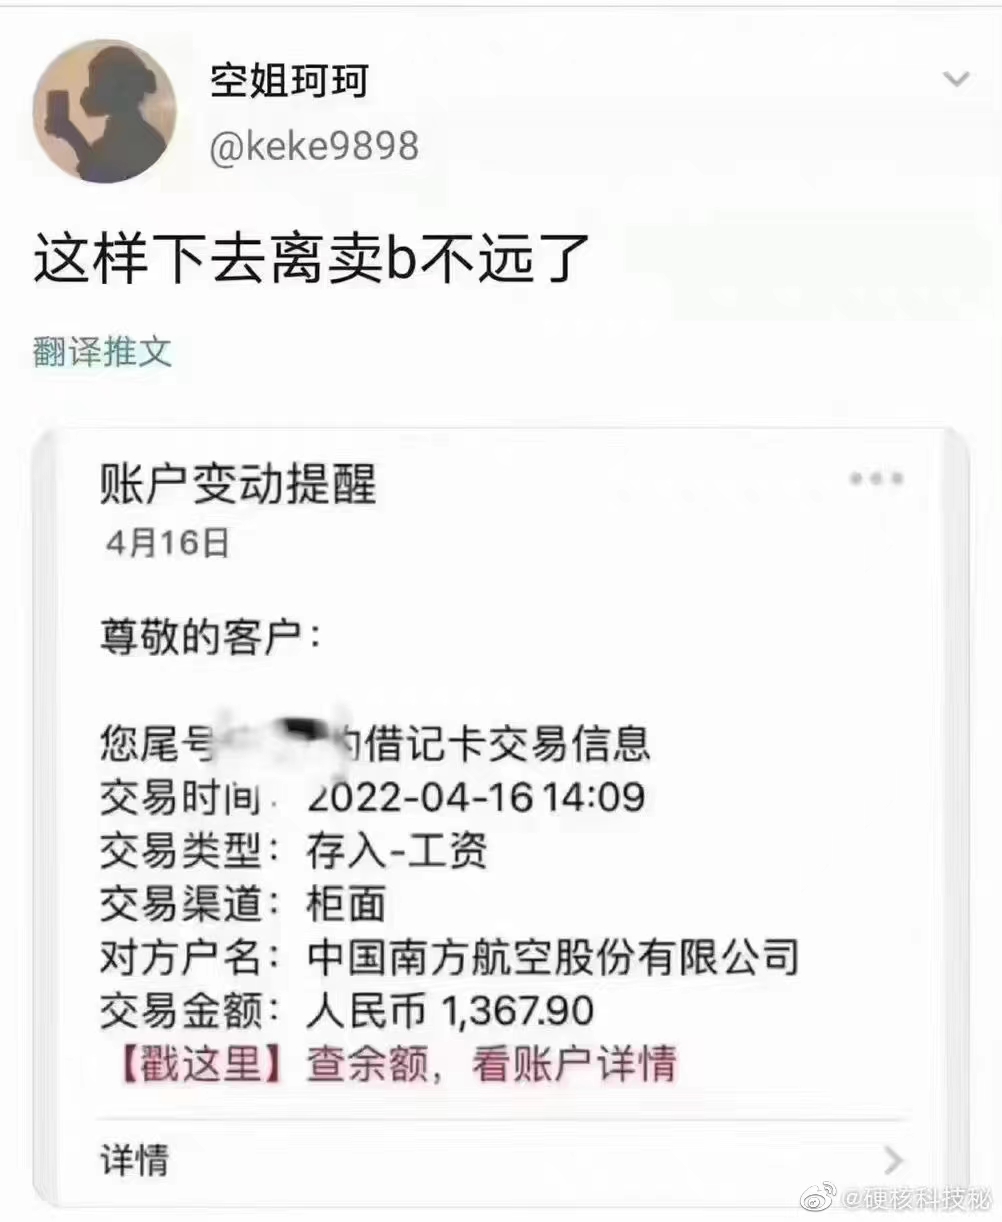 空姐珂珂
@keke9898
这样下去离卖b不远了
翻译推文
账户变动提醒
4月16日
尊敬的客户：
您尾号 的借记卡交易信息
交易时间：2022-04-16 14:09
交易类型：存入-工资
交易渠道：柜面
对方户名：中国南方航空股份有限公司
交易金额：人民币 1,367.90
【戳这里】查余额，看账户详情
详情
@硬核科技秘